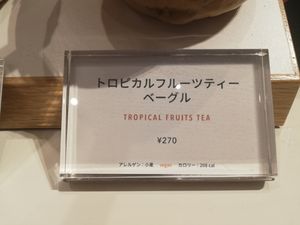 トロピカルフルーツティー
ベーグル
TROPICAL FRUITS TEA
¥270
アレルゲン：小麦 vegan カロリー：208 cal